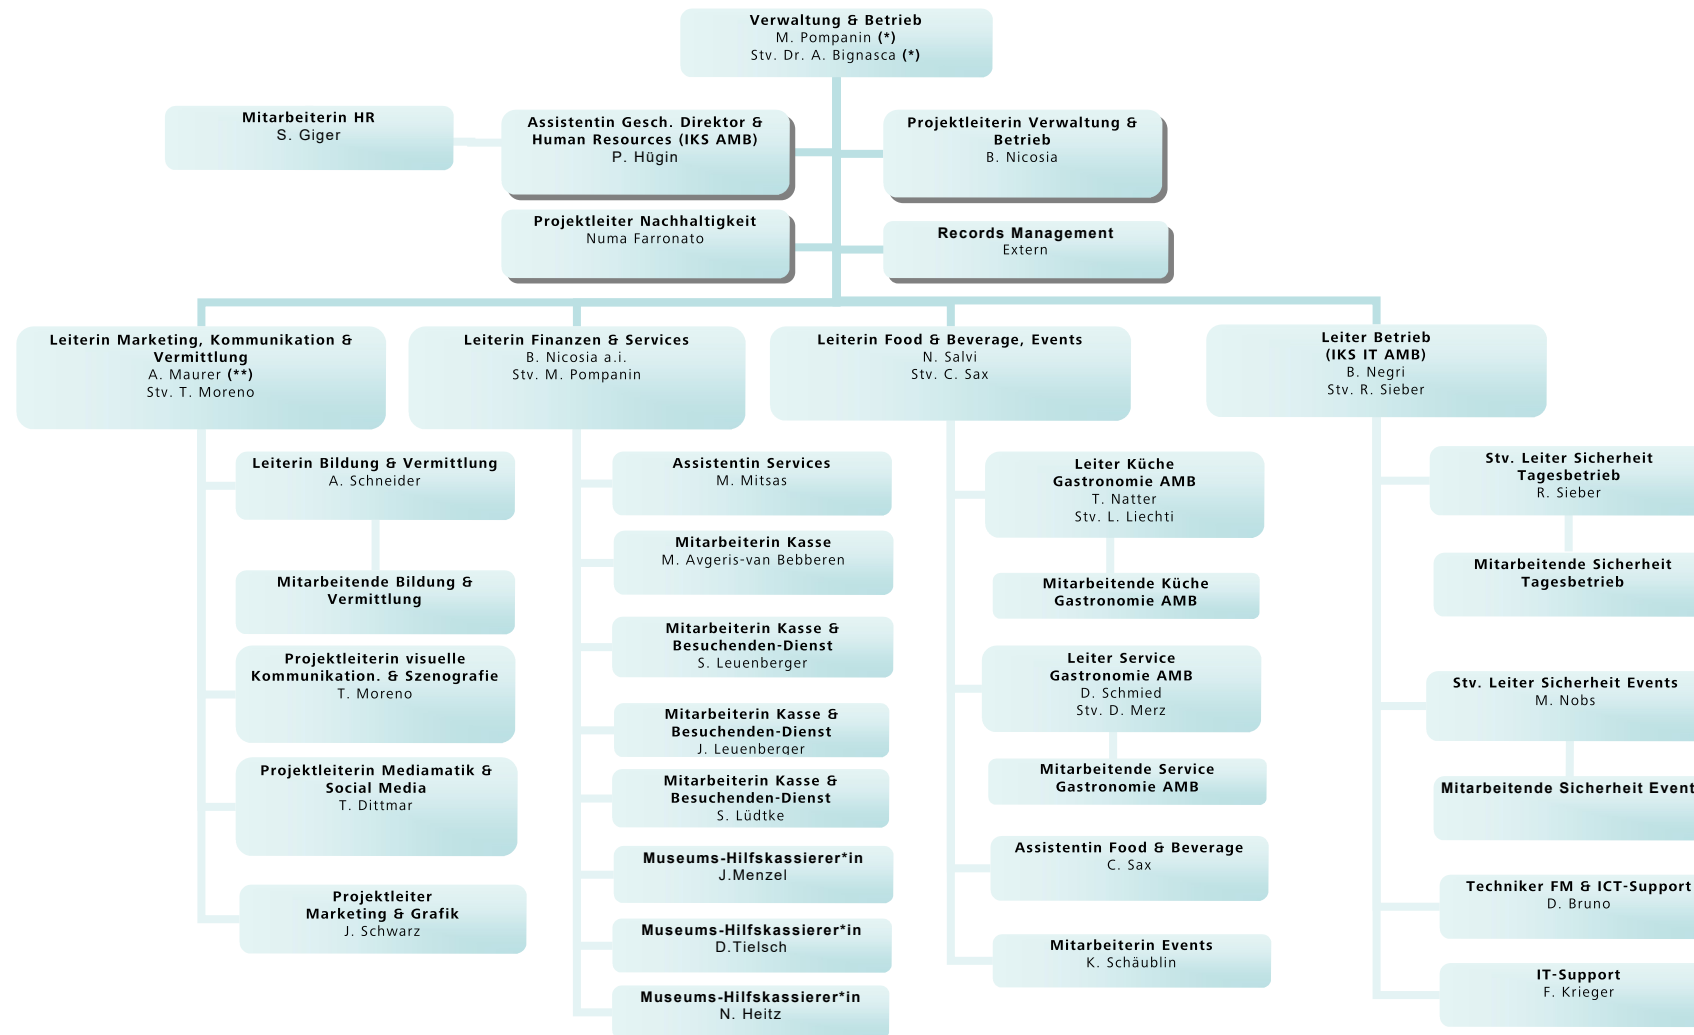 Verwaltung & Betrieb
M. Pompanin (*)
Stv. Dr. A. Bignasca (*)
Mitarbeiterin HR
S. Giger
Assistentin Gesch. Direktor &
Human Resources (IKS AMB)
P. Hügin
Projektleiterin Verwaltung &
Betrieb
B. Nicosia
Projektleiter Nachhaltigkeit
Numa Farronato
Records Management
Extern
Leiterin Marketing, Kommunikation &
Vermittlung
A. Maurer (**)
Stv. T. Moreno
Leiterin Bildung & Vermittlung
A. Schneider
Mitarbeitende Bildung &
Vermittlung
Projektleiterin visuelle
Kommunikation. & Szenografie
T. Moreno
Projektleiterin Mediamatik &
Social Media
T. Dittmar
Projektleiter
Marketing & Grafik
J. Schwarz
Leiterin Finanzen & Services
B. Nicosia a.i.
Stv. M. Pompanin
Assistentin Services
M. Mitsas
Mitarbeiterin Kasse
M. Avgeris-van Bebberen
Mitarbeiterin Kasse &
Besuchenden-Dienst
S. Leuenberger
Mitarbeiterin Kasse &
Besuchenden-Dienst
J. Leuenberger
Mitarbeiterin Kasse &
Besuchenden-Dienst
S. Lüdtke
Museums-Hilfskassierer*in
J.Menzel
Museums-Hilfskassierer*in
D.Tielsch
Museums-Hilfskassierer*in
N. Heitz
Leiterin Food & Beverage, Events
N. Salvi
Stv. C. Sax
Leiter Küche
Gastronomie AMB
T. Natter
Stv. L. Liechti
Mitarbeitende Küche
Gastronomie AMB
Leiter Service
Gastronomie AMB
D. Schmied
Stv. D. Merz
Mitarbeitende Service
Gastronomie AMB
Assistentin Food & Beverage
C. Sax
Mitarbeiterin Events
K. Schäublin
Leiter Betrieb
(IKS IT AMB)
B. Negri
Stv. R. Sieber
Stv. Leiter Sicherheit
Tagesbetrieb
R. Sieber
Mitarbeitende Sicherheit
Tagesbetrieb
Stv. Leiter Sicherheit Events
M. Nobs
Mitarbeitende Sicherheit Event
Techniker FM & ICT-Support
D. Bruno
IT-Support
F. Krieger